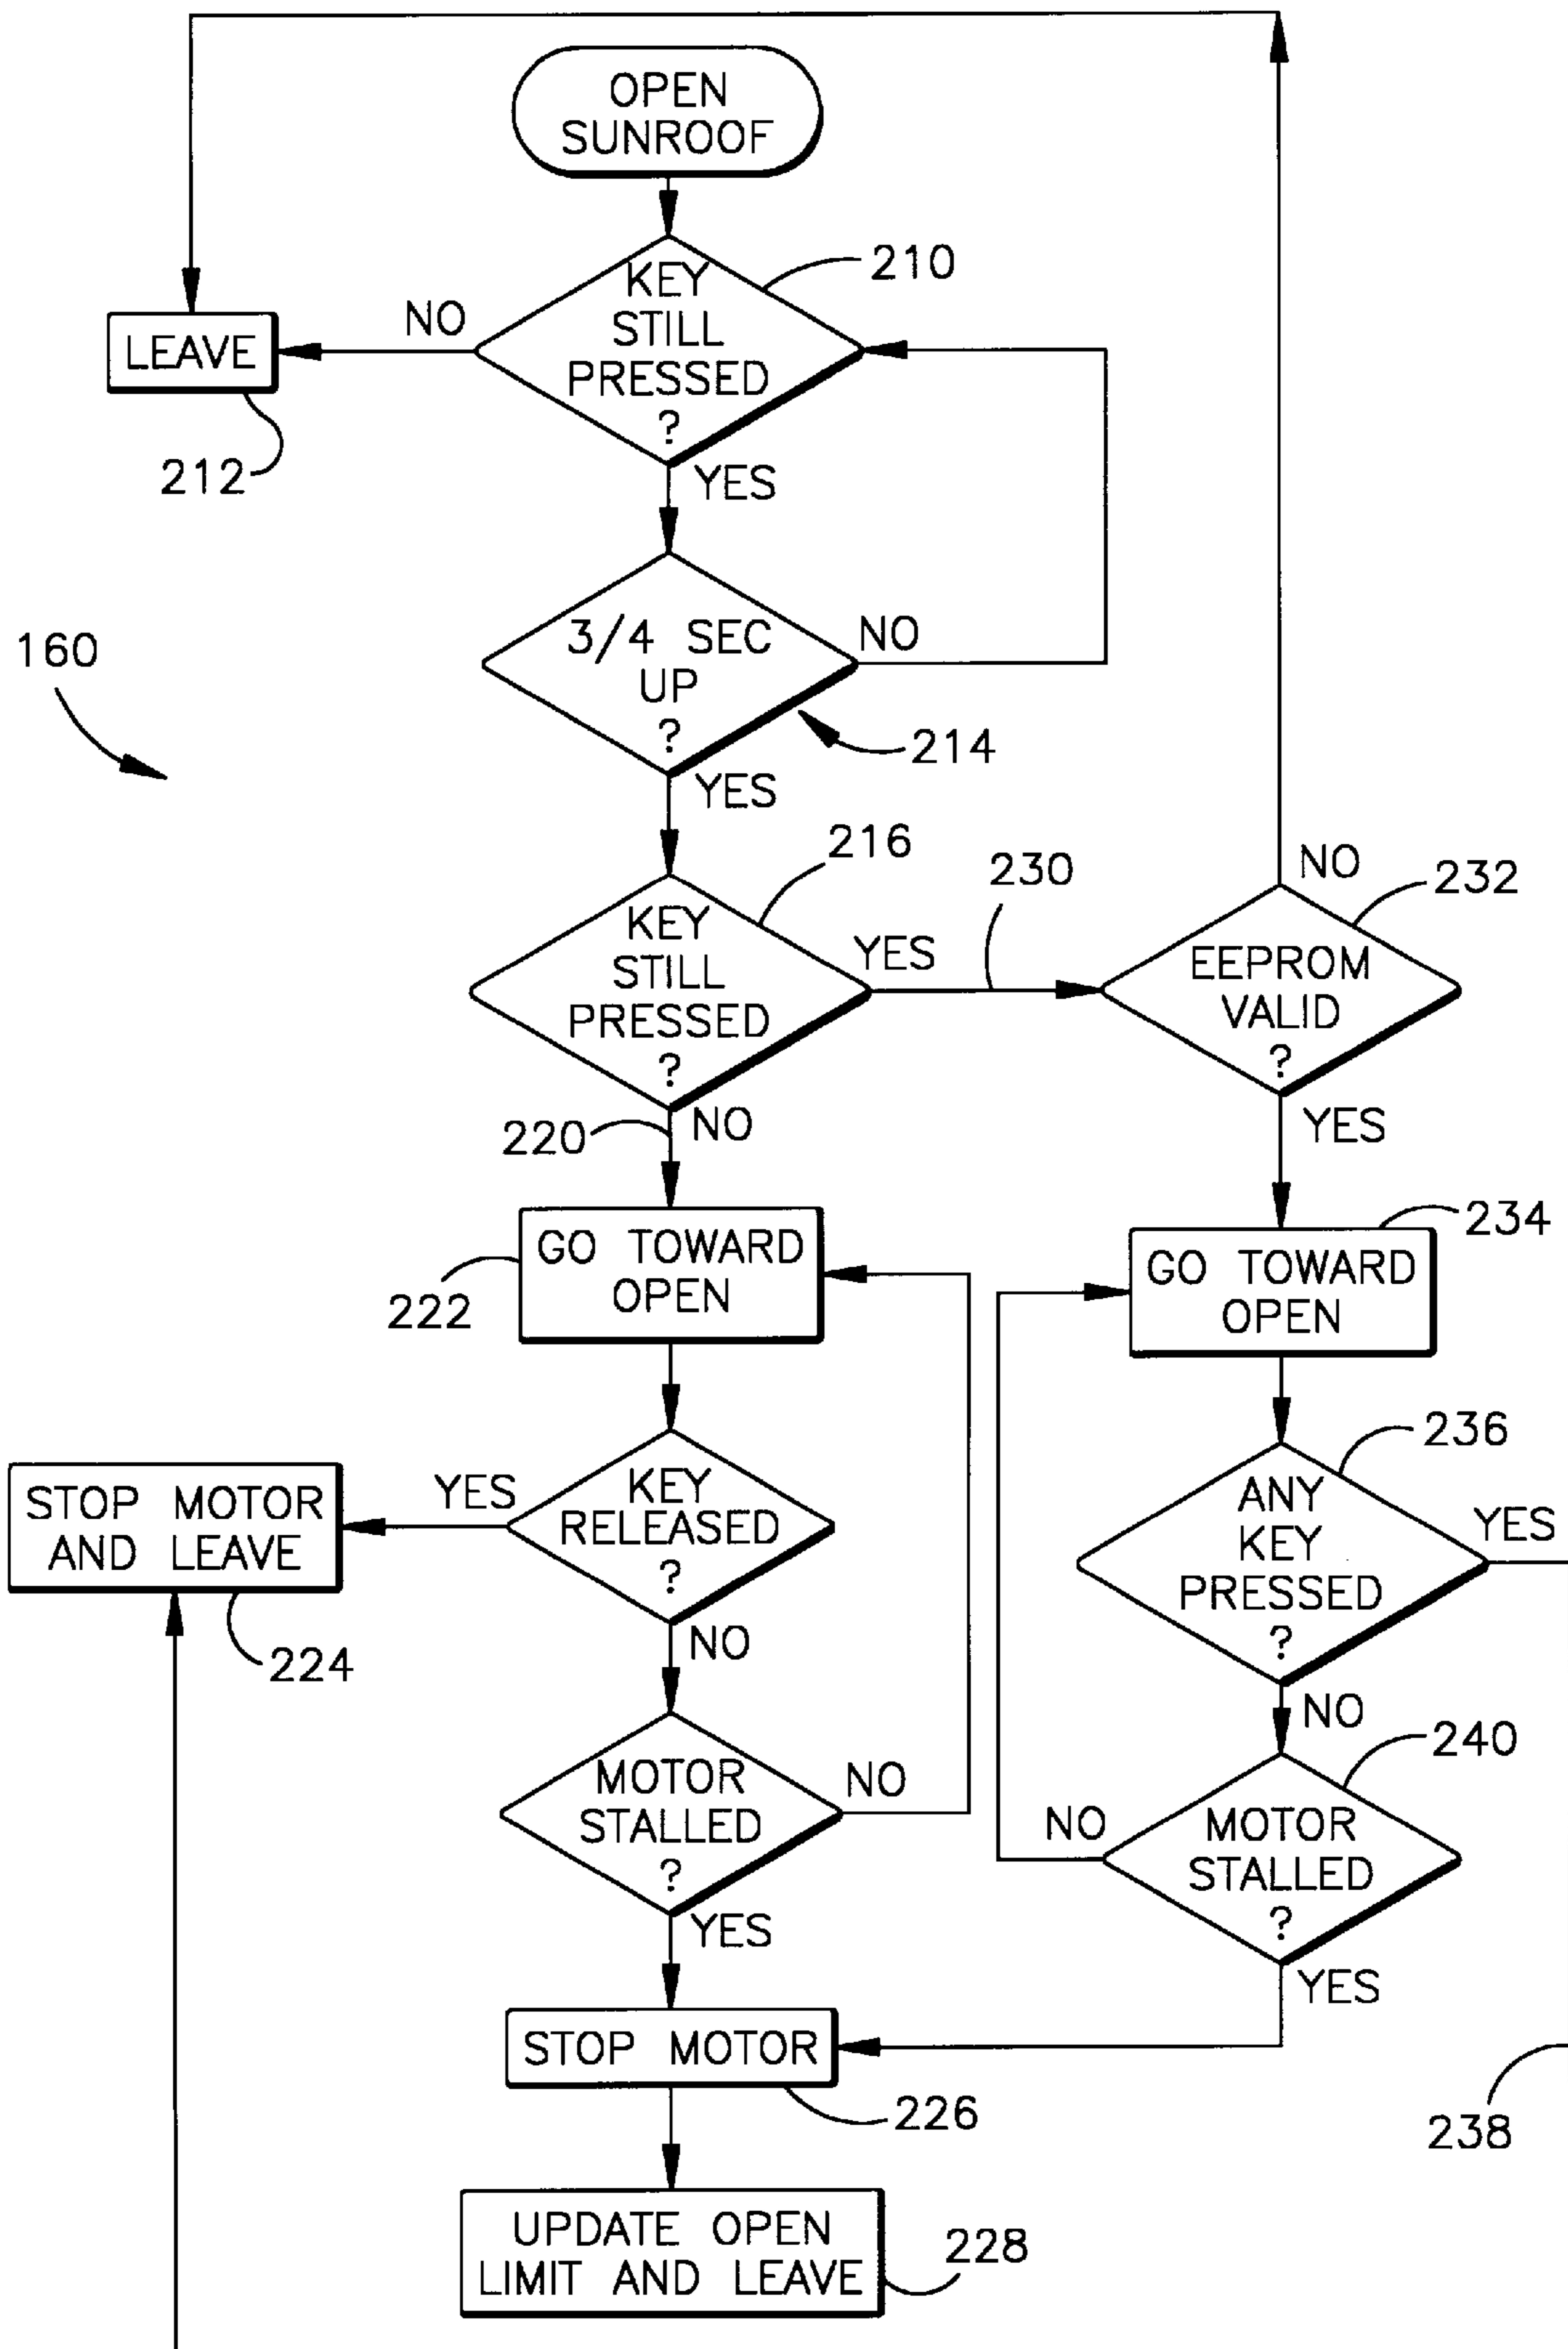 OPEN
SUNROOF
210
KEY
STILL
PRESSED
?
NO
LEAVE
212
YES
3/4 SEC
UP
?
NO
160
214
YES
216
230
NO
232
KEY
STILL
PRESSED
?
YES
EEPROM
VALID
?
220
NO
YES
GO TOWARD
OPEN
222
234
GO TOWARD
OPEN
236
STOP MOTOR
AND LEAVE
YES
KEY
RELEASED
?
ANY
KEY
PRESSED
?
YES
224
NO
NO
240
MOTOR
STALLED
?
NO
NO
MOTOR
STALLED
?
YES
YES
STOP MOTOR
226
238
UPDATE OPEN
LIMIT AND LEAVE
228